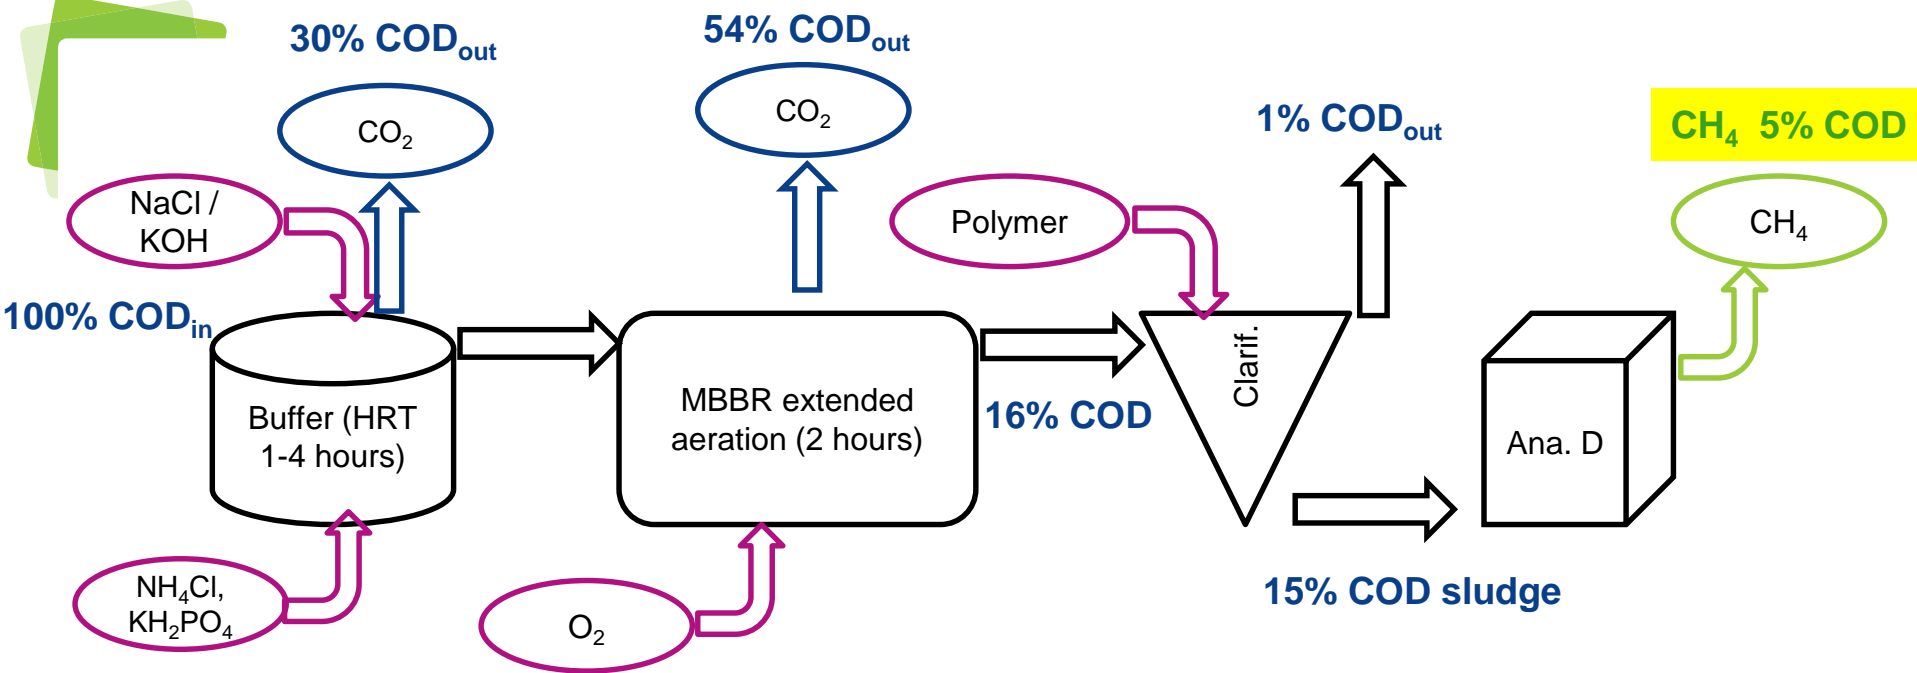 30% CODout
54% CODout
CO₂
CO₂
1% CODout
CH₄ 5% COD
NaCl /
KOH
Polymer
CH₄
100% CODin
Buffer (HRT
1-4 hours)
MBBR extended
aeration (2 hours)
16% COD
Clarif.
Ana. D
15% COD sludge
NH₄Cl,
KH₂PO₄
O₂